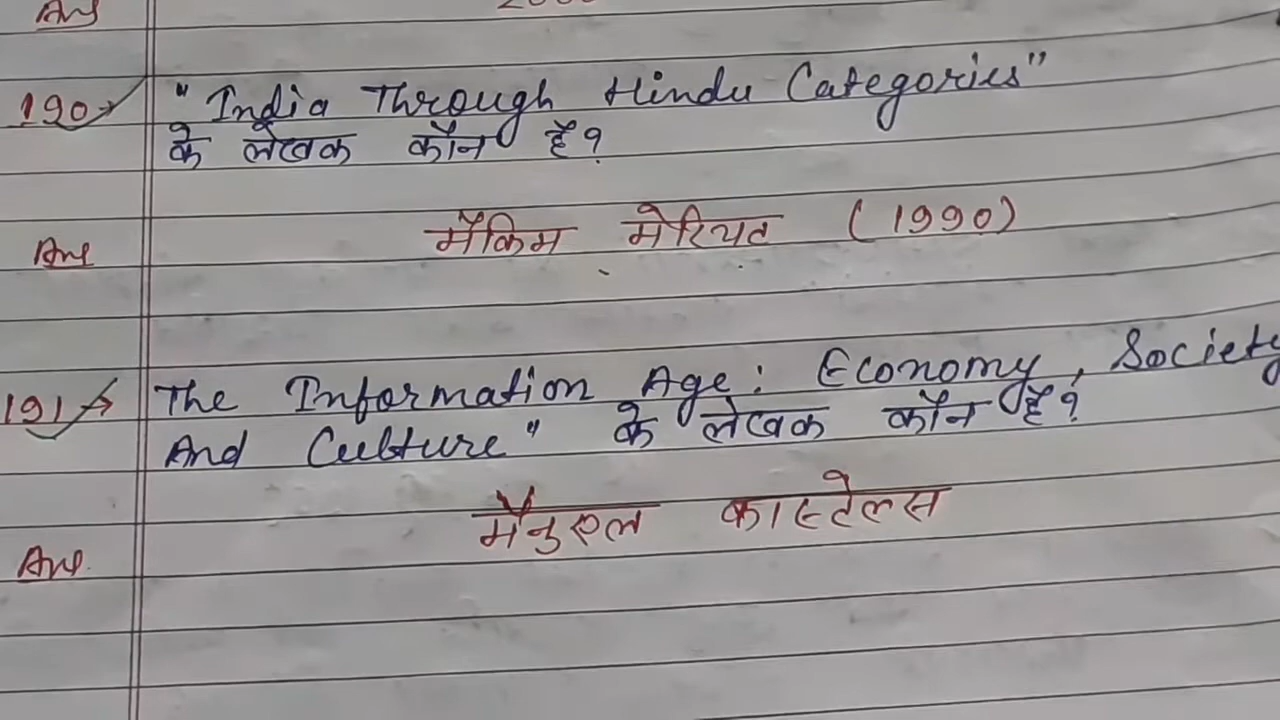 Ans
190→ "India Through Hindu Categories"
के लेखक कौन हैं?
Ans मैकिम मेरियट (1990)
191→ The Information Age: Economy, Society
And Culture" के लेखक कौन हैं?
Ans. मैनुएल कास्टेल्स